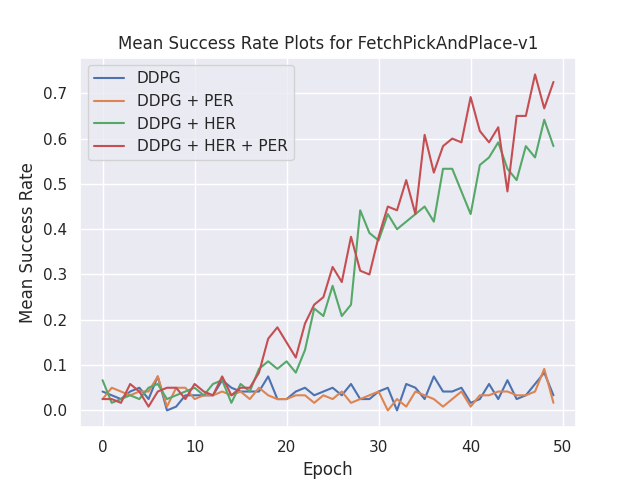 Mean Success Rate Plots for FetchPickAndPlace-v1
DDPG
DDPG + PER
DDPG + HER
DDPG + HER + PER
Mean Success Rate
0.7
0.6
0.5
0.4
0.3
0.2
0.1
0.0
0 10 20 30 40 50
Epoch